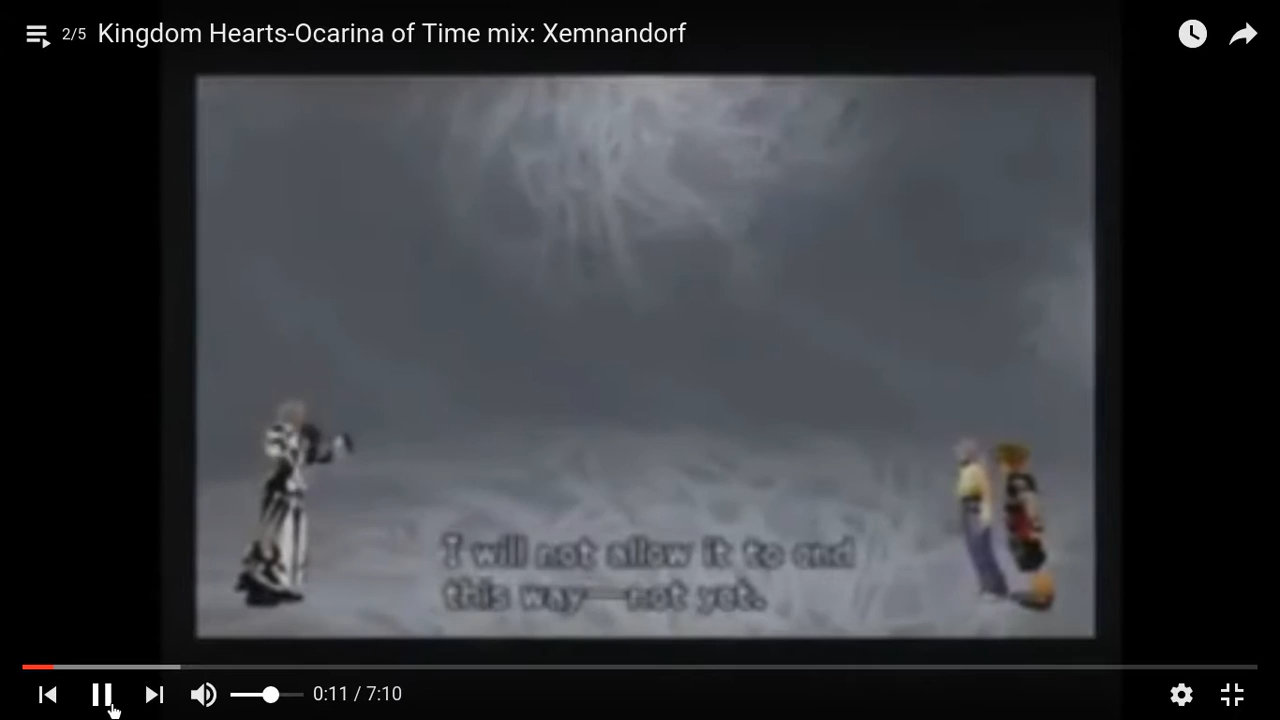 2/5 Kingdom Hearts-Ocarina of Time mix: Xemnandorf
I will not allow it to end
this way—not yet.
0:11 / 7:10